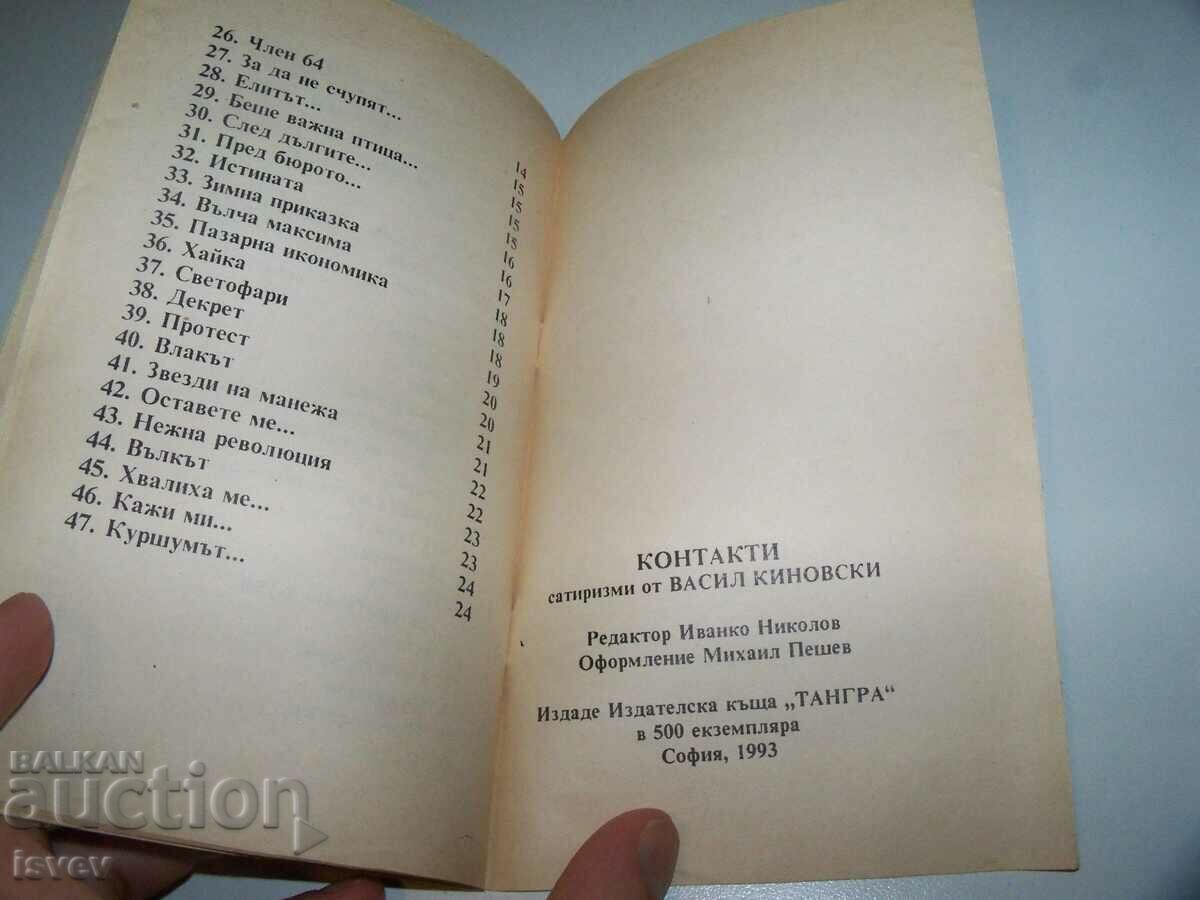 26. Член 64 14
27. За да не счупят... 15
28. Елитът... 15
29. Беше важна птица... 15
30. След дългите... 15
31. Пред бюрото... 16
32. Истината 16
33. Зимна приказка 17
34. Вълча максима 18
35. Пазарна икономика 18
36. Хайка 18
37. Светофари 19
38. Декрет 20
39. Протест 20
40. Влакът 21
41. Звезди на манежа 21
42. Оставете ме... 22
43. Нежна революция 22
44. Вълкът 23
45. Хвалиха ме... 23
46. Кажи ми... 24
47. Куршумът... 24
КОНТАКТИ
сатиризми от ВАСИЛ КИНОВСКИ
Редактор Иванко Николов
Оформление Михаил Пешев
Издаде Издателска къща „ТАНГРА“
в 500 екземпляра
София, 1993
BALKAN
auction
isvev